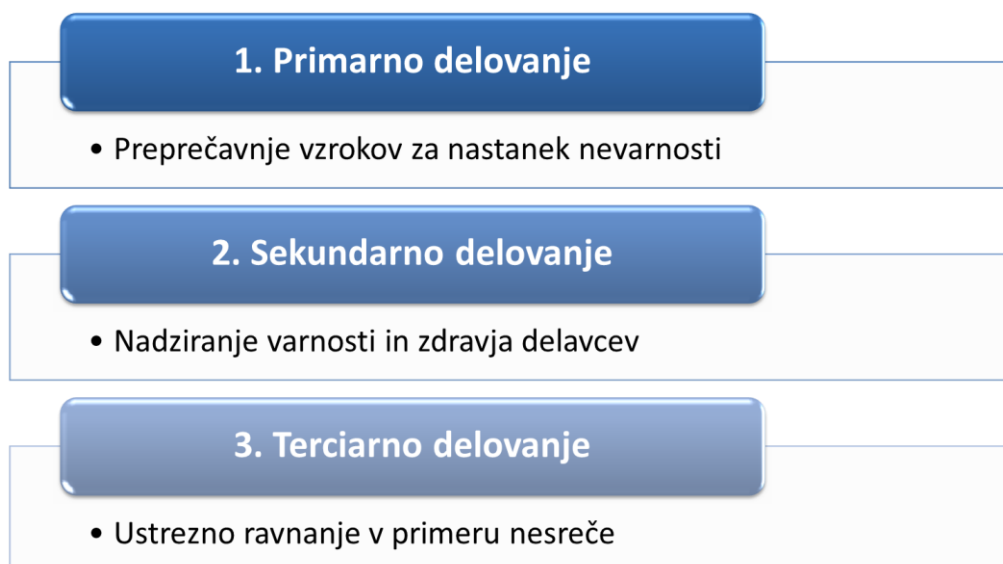 1. Primarno delovanje
• Preprečavnje vzrokov za nastanek nevarnosti
2. Sekundarno delovanje
• Nadziranje varnosti in zdravja delavcev
3. Terciarno delovanje
• Ustrezno ravnanje v primeru nesreče